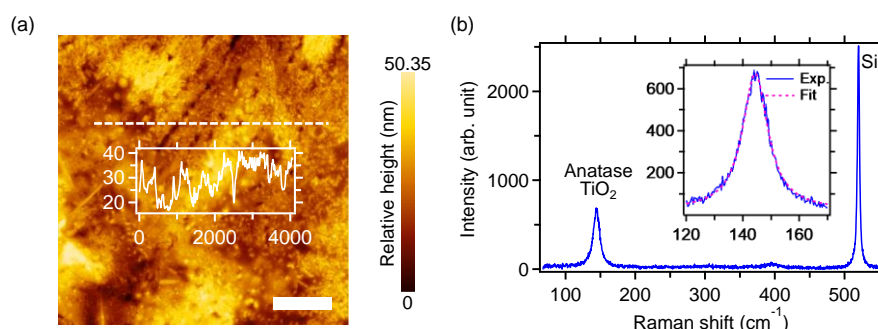 (a)
50.35
Relative height (nm)
0
40
30
20
0 2000 4000
(b)
Intensity (arb. unit)
2000
1000
0
Anatase
TiO2
Si
600
400
200
Exp.
Fit
120 140 160
100 200 300 400 500
Raman shift (cm-1)